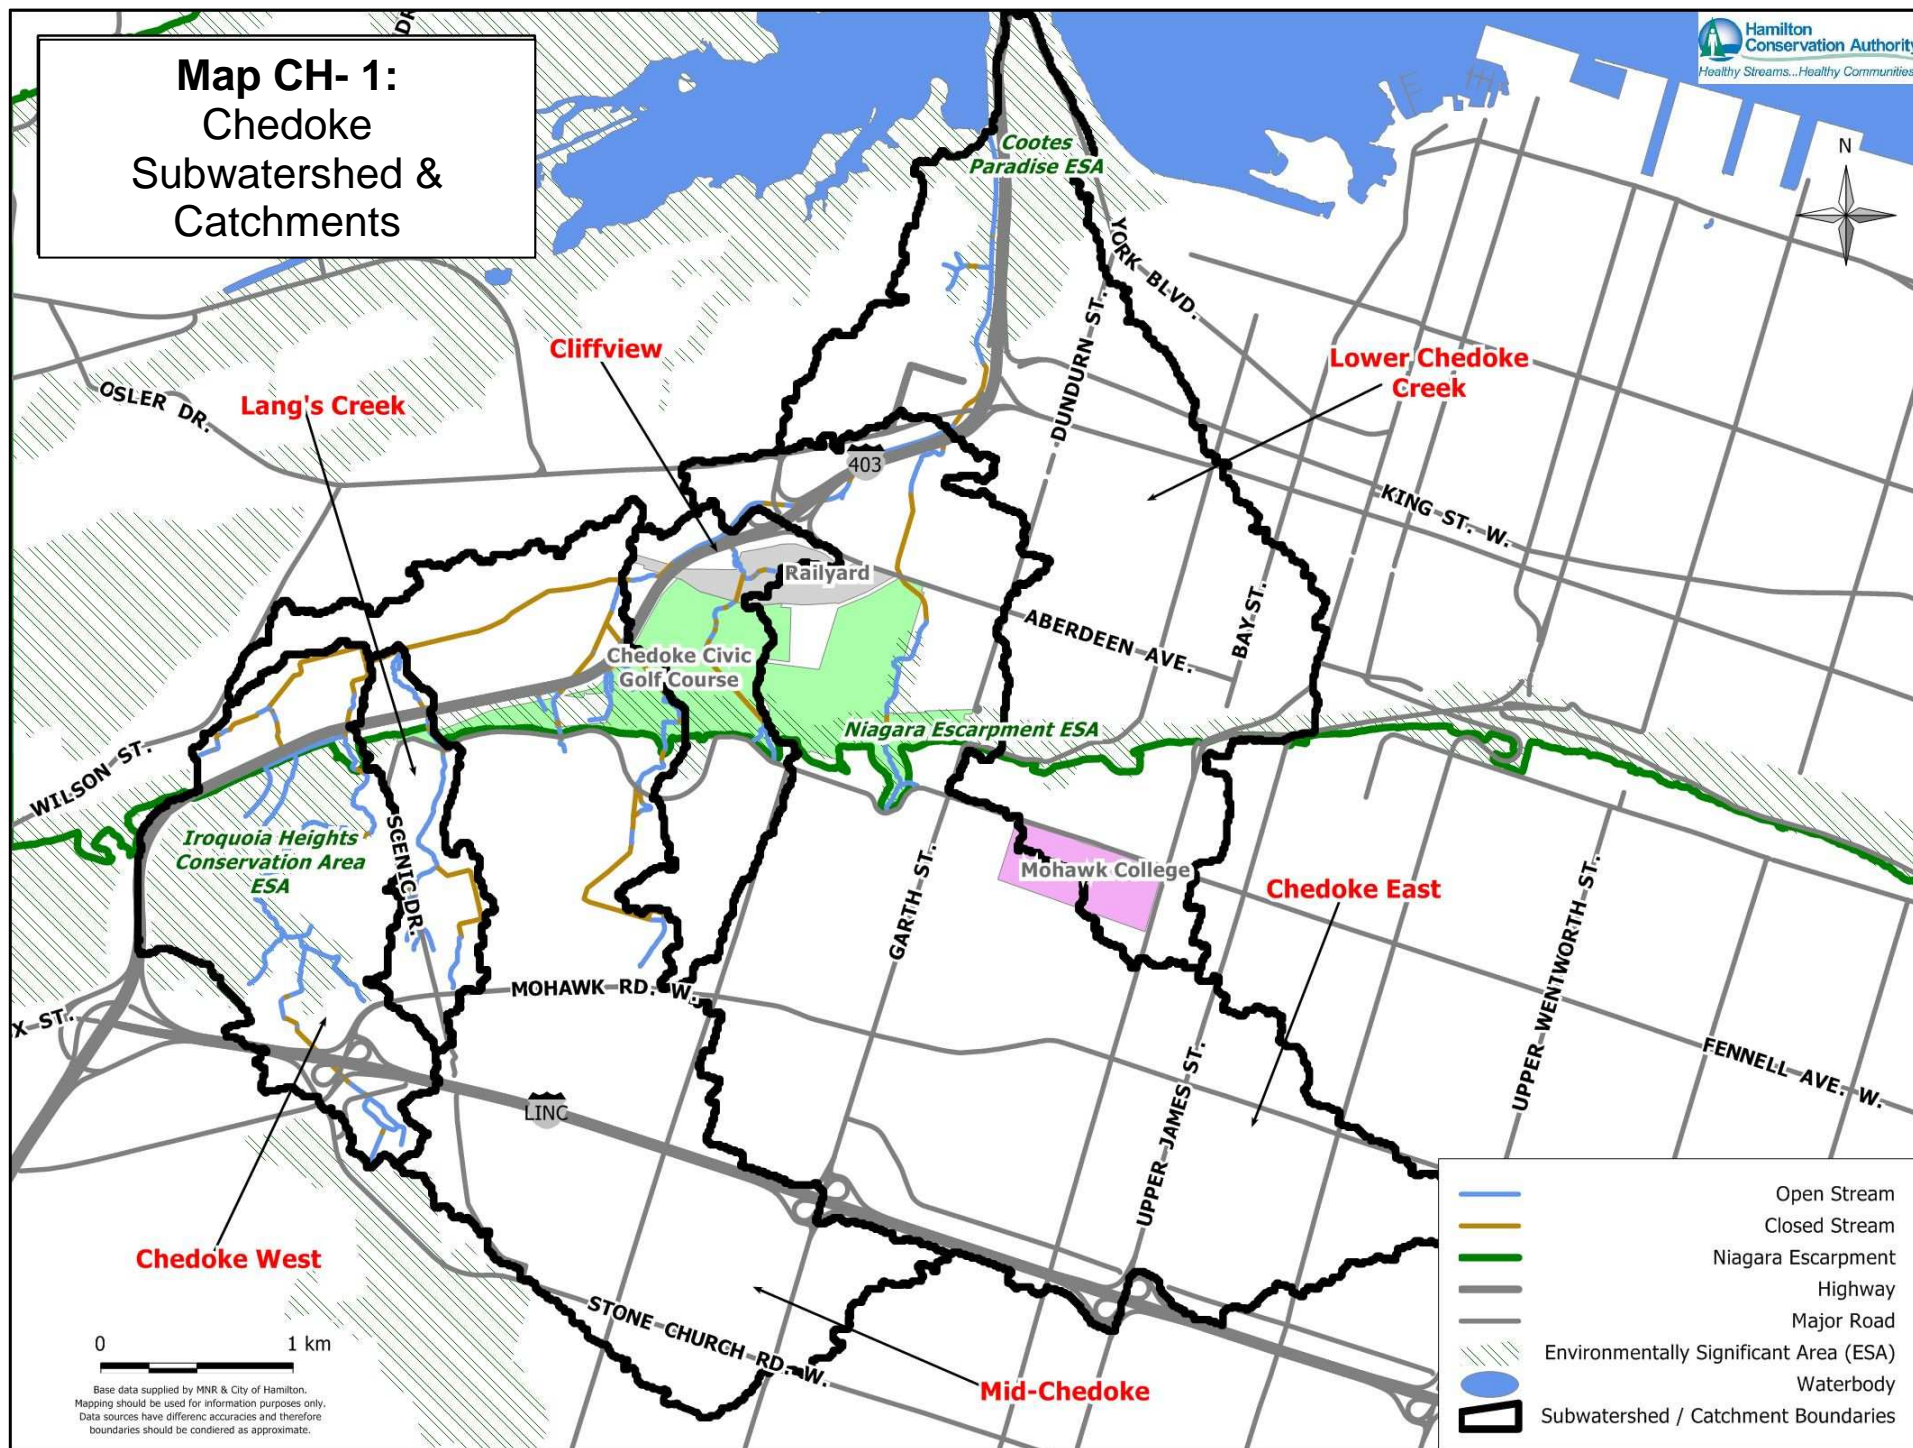 Map CH- 1:
Chedoke
Subwatershed &
Catchments
DR
Hamilton
Conservation Authority
Healthy Streams...Healthy Communities
N
Cootes
Paradise ESA
YORK BLVD.
DUNDURN ST.
Cliffview
Lower Chedoke
Creek
OSLER DR.
Lang's Creek
403
KING ST. W.
Railyard
ABERDEEN AVE.
BAY ST.
Chedoke Civic
Golf Course
Niagara Escarpment ESA
WILSON ST.
Iroquoia Heights
Conservation Area
ESA
SCENIC DR.
GARTH ST.
Mohawk College
Chedoke East
UPPER WENTWORTH ST.
MOHAWK RD. W.
X ST.
FENNELL AVE. W.
LINC
UPPER JAMES ST.
Chedoke West
STONE CHURCH RD. W.
Mid-Chedoke
0 1 km
Base data supplied by MNR & City of Hamilton.
Mapping should be used for information purposes only.
Data sources have differenc accuracies and therefore
boundaries should be condiered as approximate.
Open Stream
Closed Stream
Niagara Escarpment
Highway
Major Road
Environmentally Significant Area (ESA)
Waterbody
Subwatershed / Catchment Boundaries